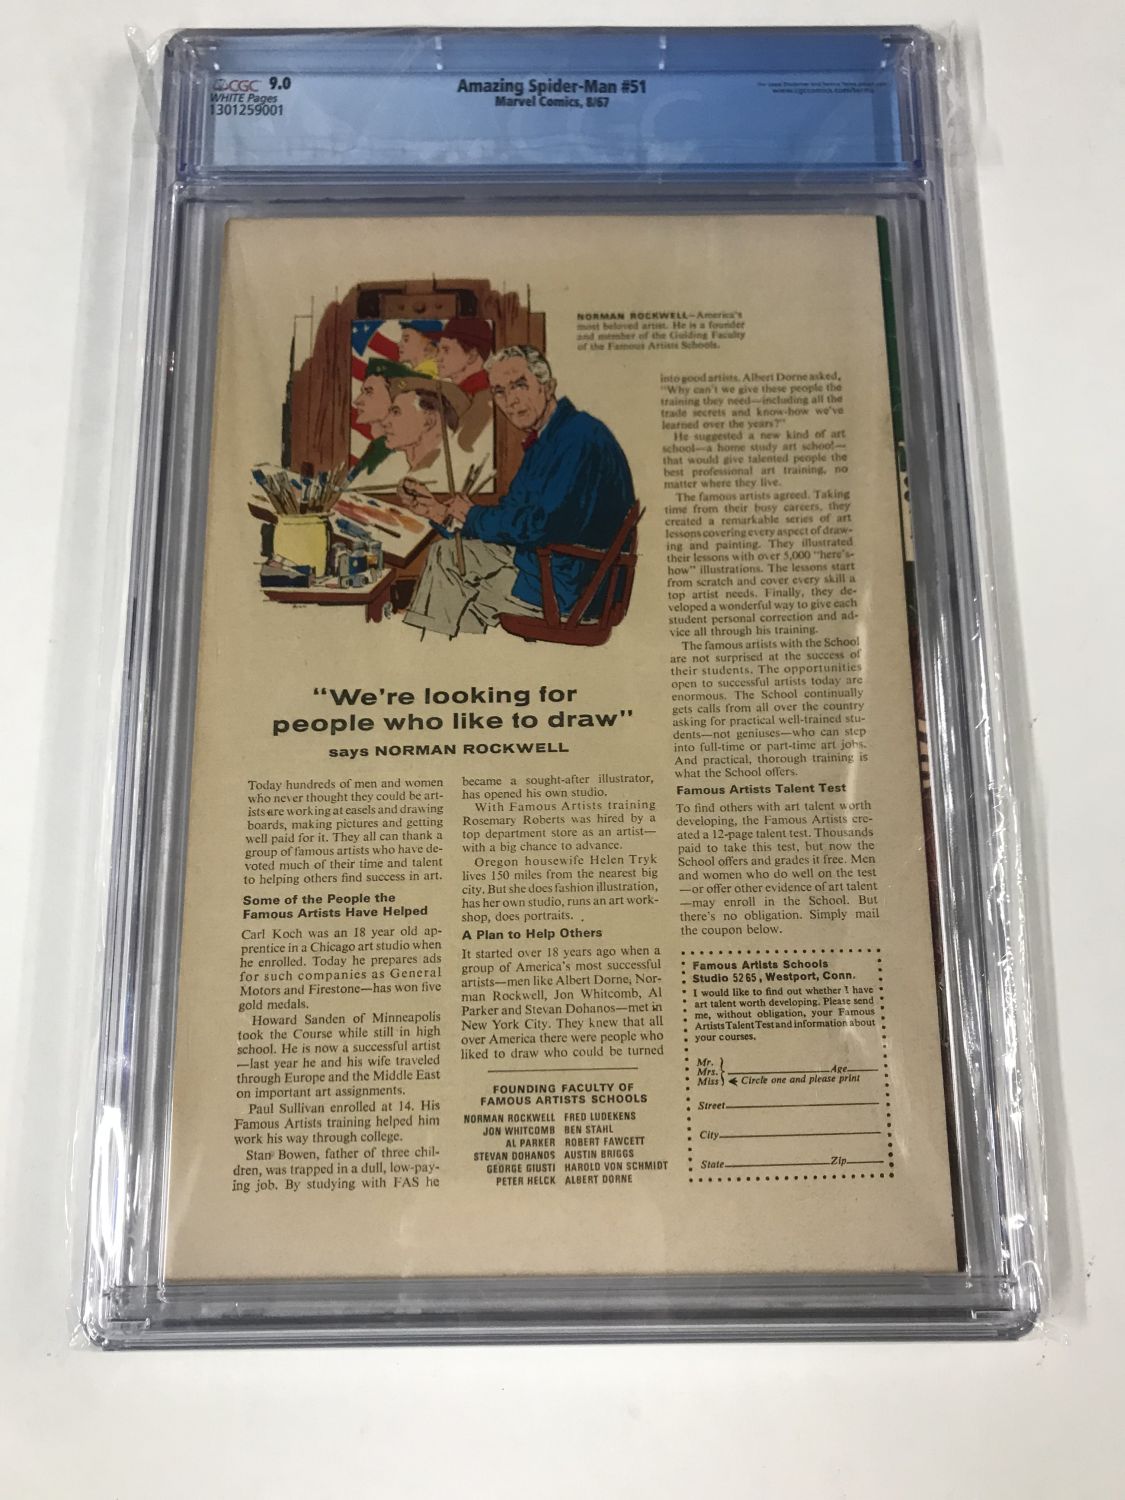 CGC 9.0
WHITE Pages
1301259001
Amazing Spider-Man #51
Marvel Comics, 8/67
www.cgccomics.com/terms
NORMAN ROCKWELL—America's
most beloved artist. He is a founder
and member of the Guiding Faculty
of the Famous Artists Schools.
"We're looking for
people who like to draw"
says NORMAN ROCKWELL
Today hundreds of men and women
who never thought they could be art-
ists are working at easels and drawing
boards, making pictures and getting
well paid for it. They all can thank a
group of famous artists who have de-
voted much of their time and talent
to helping others find success in art.
Some of the People the
Famous Artists Have Helped
Carl Koch was an 18 year old ap-
prentice in a Chicago art studio when
he enrolled. Today he prepares ads
for such companies as General
Motors and Firestone—has won five
gold medals.
Howard Sanden of Minneapolis
took the Course while still in high
school. He is now a successful artist
—last year he and his wife traveled
through Europe and the Middle East
on important art assignments.
Paul Sullivan enrolled at 14. His
Famous Artists training helped him
work his way through college.
Stan Bowen, father of three chil-
dren, was trapped in a dull, low-pay-
ing job. By studying with FAS he
became a sought-after illustrator,
has opened his own studio.
With Famous Artists training
Rosemary Roberts was hired by a
top department store as an artist—
with a big chance to advance.
Oregon housewife Helen Tryk
lives 150 miles from the nearest big
city. But she does fashion illustration,
has her own studio, runs an art work-
shop, does portraits.
A Plan to Help Others
It started over 18 years ago when a
group of America's most successful
artists—men like Albert Dorne, Nor-
man Rockwell, Jon Whitcomb, Al
Parker and Stevan Dohanos—met in
New York City. They knew that all
over America there were people who
liked to draw who could be turned
FOUNDING FACULTY OF
FAMOUS ARTISTS SCHOOLS
NORMAN ROCKWELL FRED LUDEKENS
JON WHITCOMB BEN STAHL
AL PARKER ROBERT FAWCETT
STEVAN DOHANOS AUSTIN BRIGGS
GEORGE GIUSTI HAROLD VON SCHMIDT
PETER HELCK ALBERT DORNE
into good artists. Albert Dorne asked,
"Why can't we give these people the
training they need—including all the
trade secrets and know-how we've
learned over the years?"
He suggested a new kind of art
school—a home study art school—
that would give talented people the
best professional art training, no
matter where they live.
The famous artists agreed. Taking
time from their busy careers, they
created a remarkable series of art
lessons covering every aspect of draw-
ing and painting. They illustrated
their lessons with over 5,000 "here's-
how" illustrations. The lessons start
from scratch and cover every skill a
top artist needs. Finally, they de-
veloped a wonderful way to give each
student personal correction and ad-
vice all through his training.
The famous artists with the School
are not surprised at the success of
their students. The opportunities
open to successful artists today are
enormous. The School continually
gets calls from all over the country
asking for practical well-trained stu-
dents—not geniuses—who can step
into full-time or part-time art jobs.
And practical, thorough training is
what the School offers.
Famous Artists Talent Test
To find others with art talent worth
developing, the Famous Artists cre-
ated a 12-page talent test. Thousands
paid to take this test, but now the
School offers and grades it free. Men
and women who do well on the test
—or offer other evidence of art talent
—may enroll in the School. But
there's no obligation. Simply mail
the coupon below.
Famous Artists Schools
Studio 5265, Westport, Conn.
I would like to find out whether I have
art talent worth developing. Please send
me, without obligation, your Famous
Artists Talent Test and information about
your courses.
Mr.
Mrs. Age
Miss Circle one and please print
Street
City
State Zip